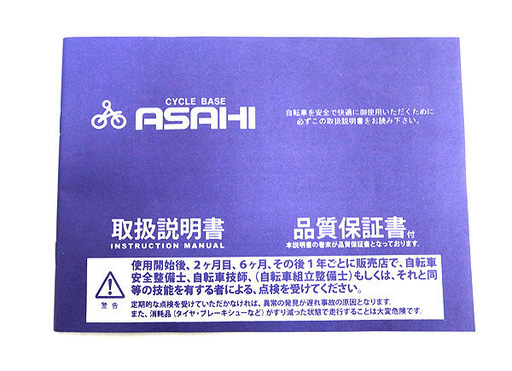 CYCLE BASE
ASAHI
自転車を安全で快適に御使用いただくために
必ずこの取扱説明書をお読み下さい。
取扱説明書
INSTRUCTION MANUAL
品質保証書付
本説明書の巻末が品質保証書となっております。
使用開始後、2ヶ月目、6ヶ月、その後1年ごとに販売店で、自転車
安全整備士、自転車技師、(自転車組立整備士)もしくは、それと同
等の技能を有する者による、点検を受けてください。
警告
定期的な点検を受けていただかなければ、異常の発見が遅れ事故の原因となります。
また、消耗品(タイヤ・ブレーキシューなど)がすり減った状態で走行することは大変危険です。